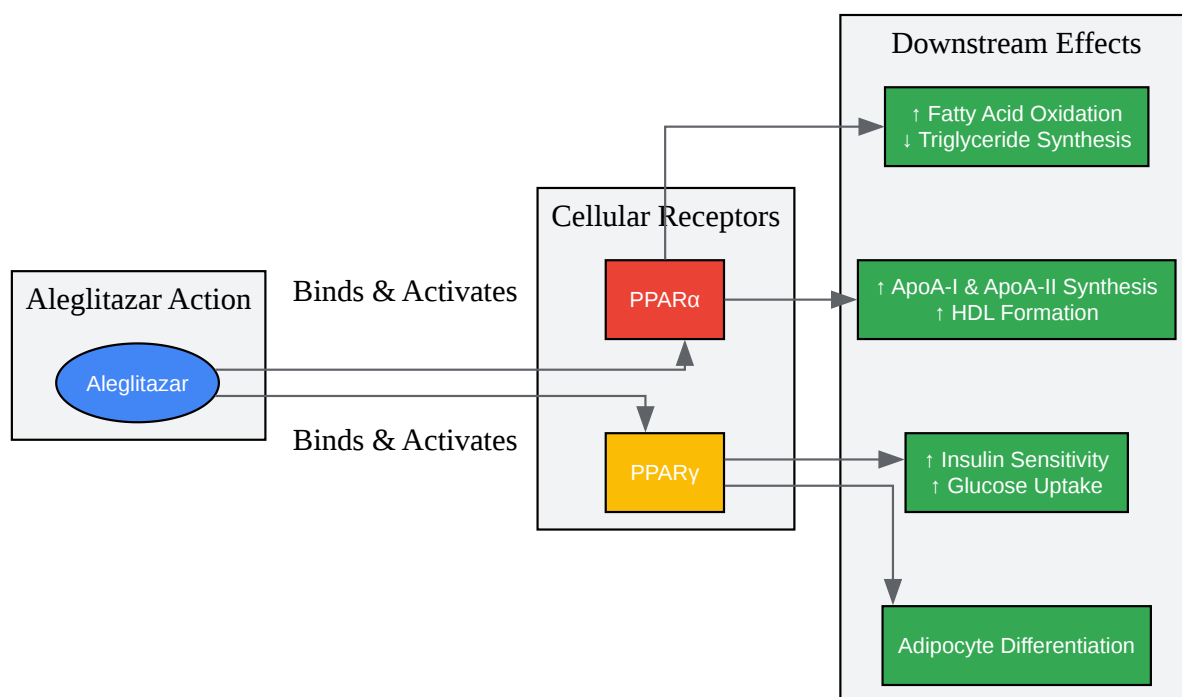 Aleglitazar Action
Aleglitazar
Binds & Activates
Binds & Activates
Cellular Receptors
PPARα
PPARγ
Downstream Effects
↑ Fatty Acid Oxidation
↓ Triglyceride Synthesis
↑ ApoA-I & ApoA-II Synthesis
↑ HDL Formation
↑ Insulin Sensitivity
↑ Glucose Uptake
Adipocyte Differentiation